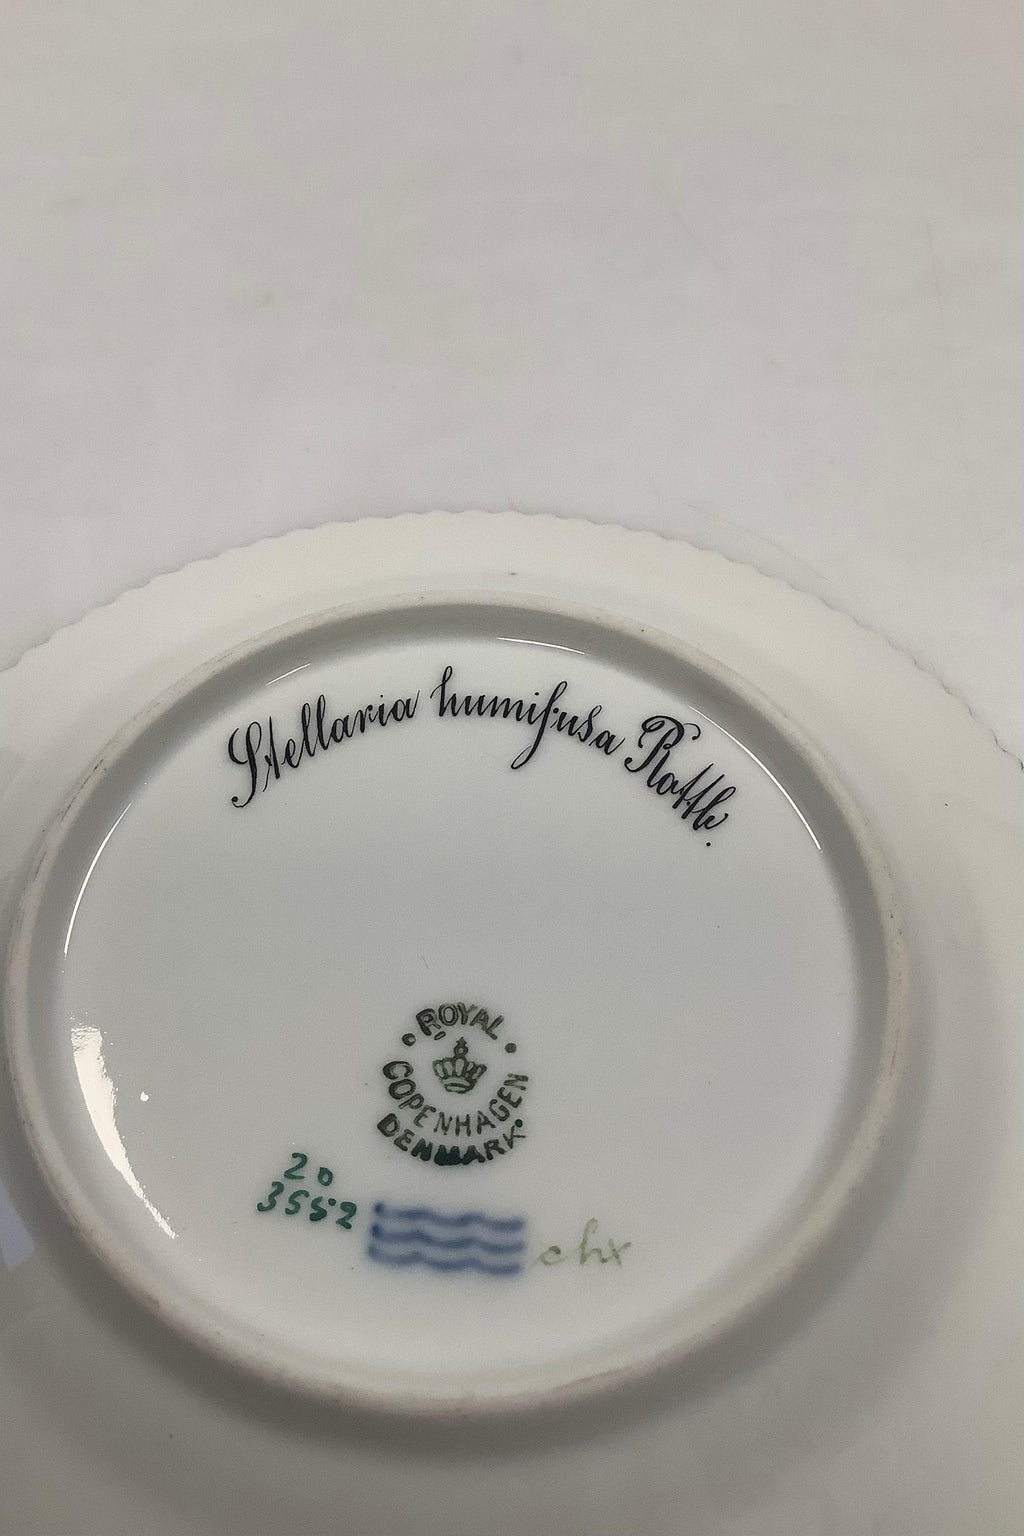 Stellaria humifusa Rottb.
ROYAL
COPENHAGEN
DENMARK
20
3552
chx